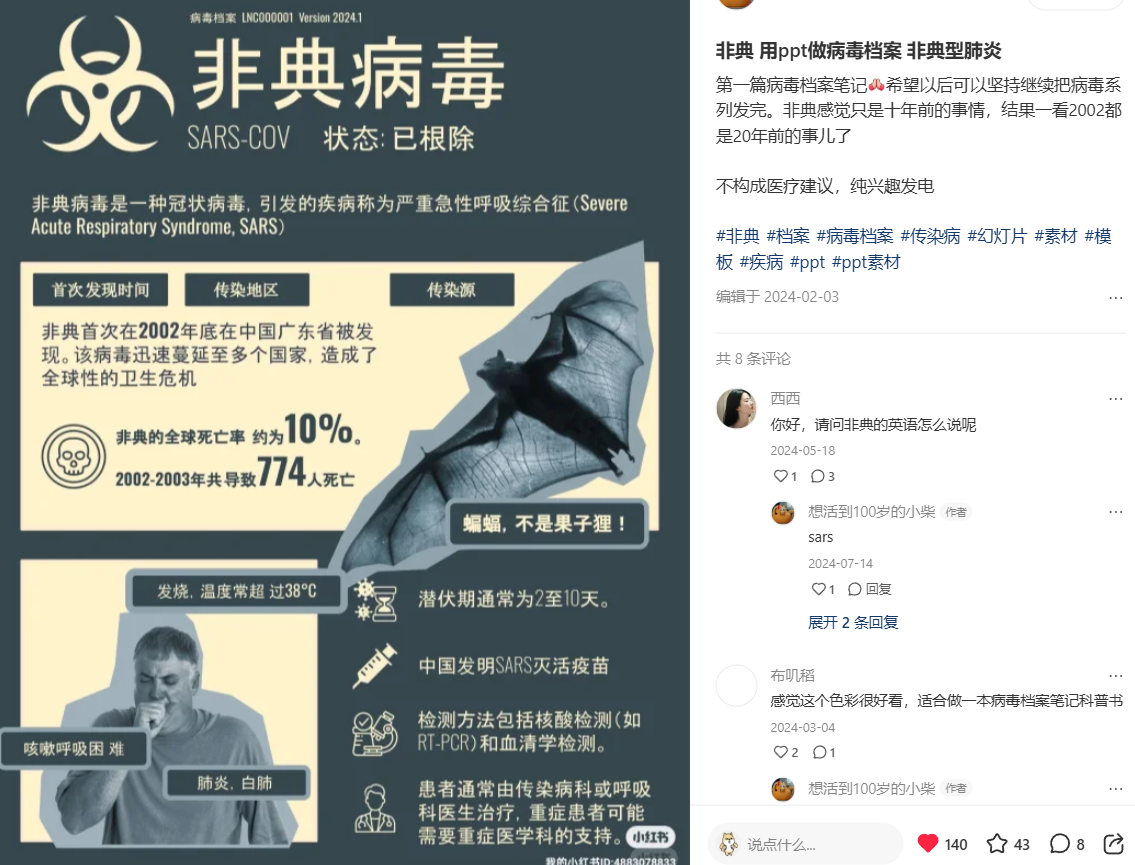 病毒档案 LNC000001 Version 2024.1
非典病毒
SARS-COV 状态: 已根除
非典病毒是一种冠状病毒, 引发的疾病称为严重急性呼吸综合征(Severe
Acute Respiratory Syndrome, SARS)
首次发现时间 传染地区 传染源
非典首次在2002年底在中国广东省被发
现。该病毒迅速蔓延至多个国家, 造成了
全球性的卫生危机
非典的全球死亡率 约为10%。
2002-2003年共导致774人死亡
蝙蝠, 不是果子狸！
发烧, 温度常超 过38°C
咳嗽呼吸困 难
肺炎, 白肺
潜伏期通常为2至10天。
中国发明SARS灭活疫苗
检测方法包括核酸检测(如
RT-PCR)和血清学检测。
患者通常由传染病科或呼吸
科医生治疗, 重症患者可能
需要重症医学科的支持。
小红书
我的小红书ID:4883078833
非典 用ppt做病毒档案 非典型肺炎
第一篇病毒档案笔记🙏希望以后可以坚持继续把病毒系
列发完。非典感觉只是十年前的事情，结果一看2002都
是20年前的事儿了
不构成医疗建议，纯兴趣发电
#非典 #档案 #病毒档案 #传染病 #幻灯片 #素材 #模
板 #疾病 #ppt #ppt素材
编辑于 2024-02-03
共 8 条评论
西西
你好，请问非典的英语怎么说呢
2024-05-18
1 3
想活到100岁的小柴 作者
sars
2024-07-14
1 回复
展开 2 条回复
布叽稻
感觉这个色彩很好看，适合做一本病毒档案笔记科普书
2024-03-04
2 1
想活到100岁的小柴 作者
说点什么... 140 43 8